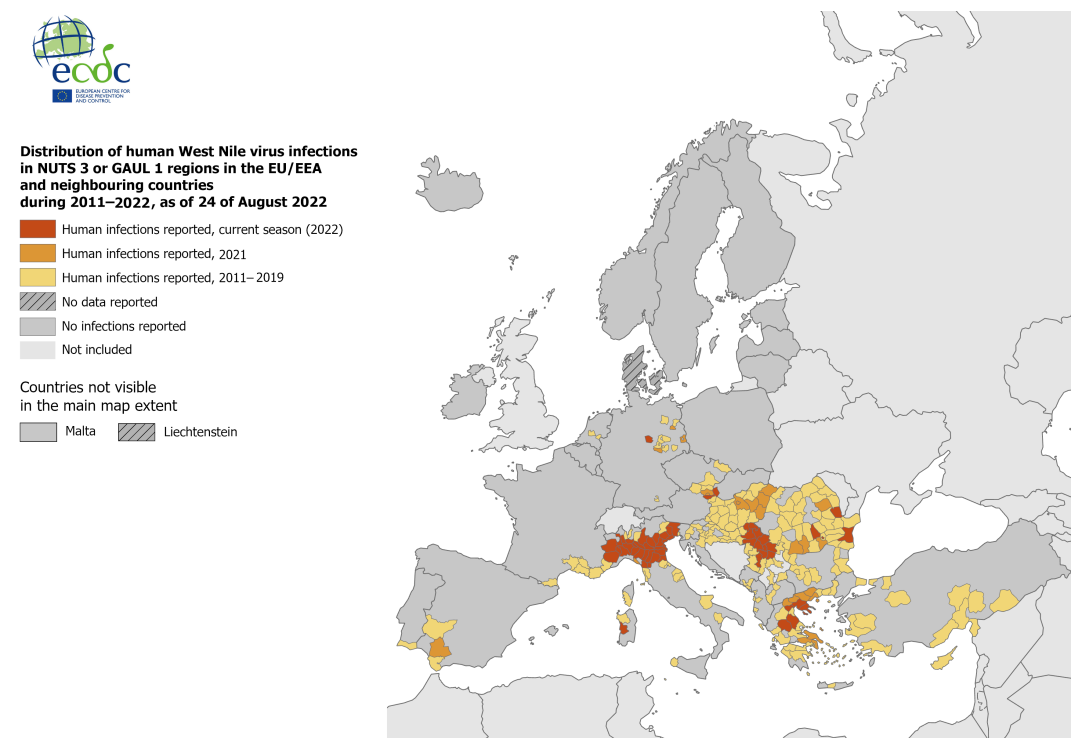 ecdc
EUROPEAN CENTRE FOR
DISEASE PREVENTION
AND CONTROL
Distribution of human West Nile virus infections
in NUTS 3 or GAUL 1 regions in the EU/EEA
and neighbouring countries
during 2011–2022, as of 24 of August 2022
Human infections reported, current season (2022)
Human infections reported, 2021
Human infections reported, 2011–2019
No data reported
No infections reported
Not included
Countries not visible
in the main map extent
Malta
Liechtenstein